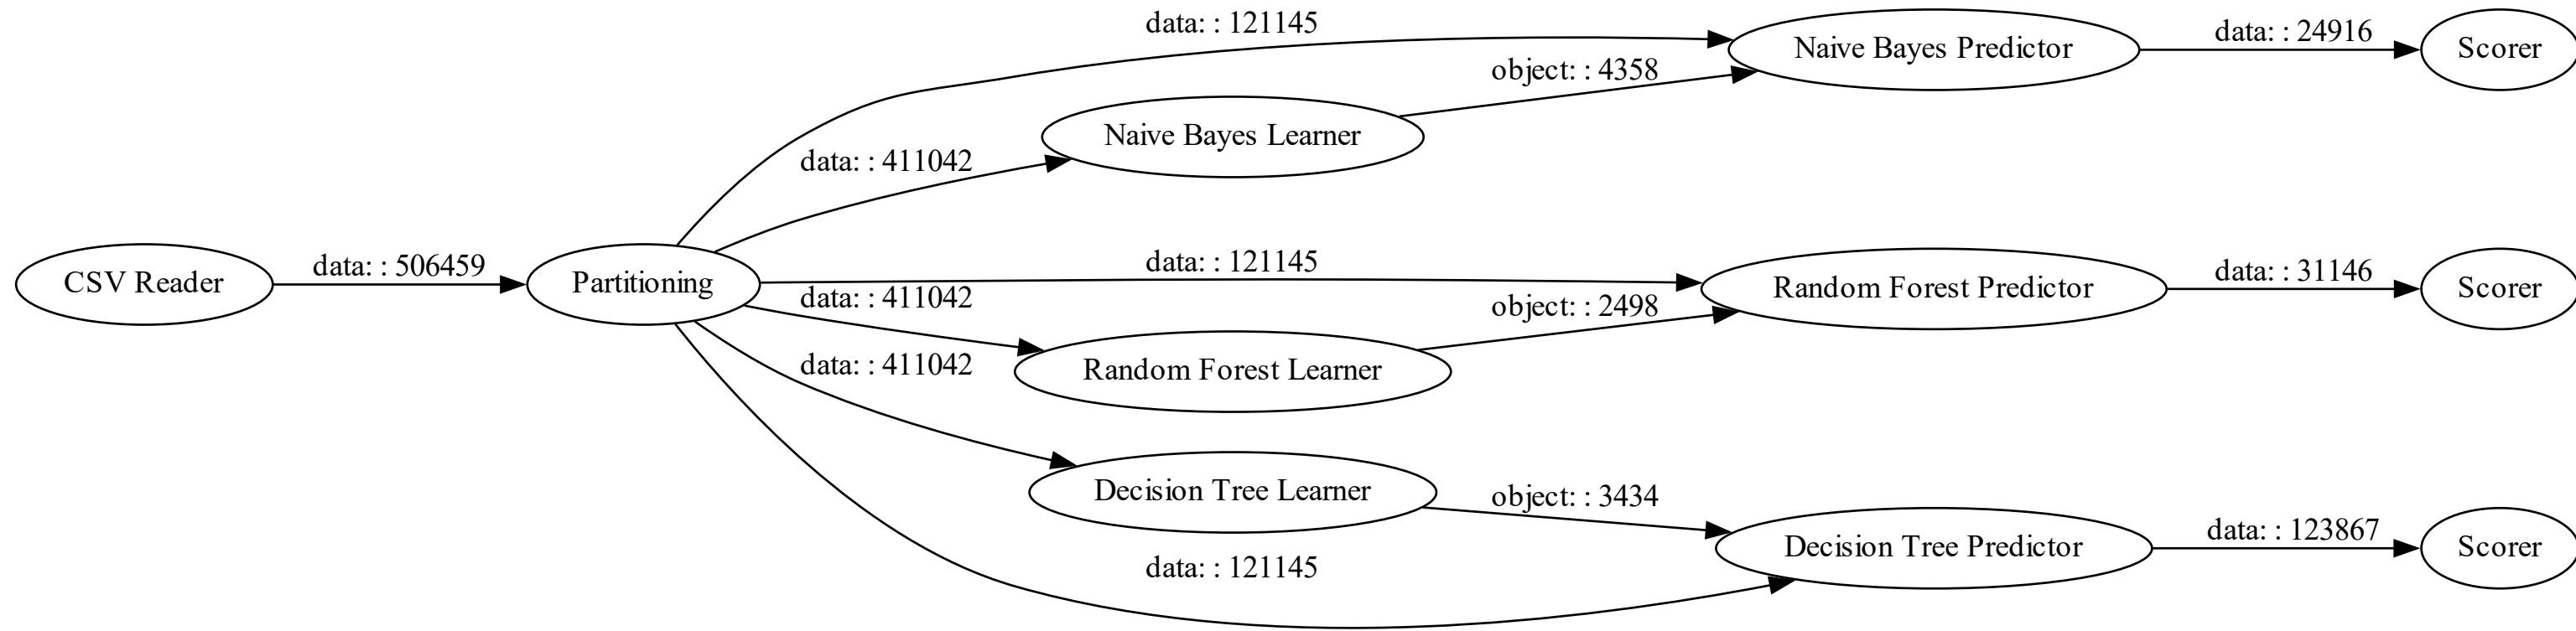 data: : 121145
Naive Bayes Predictor
data: : 24916
Scorer
object: : 4358
Naive Bayes Learner
data: : 411042
CSV Reader
data: : 506459
Partitioning
data: : 121145
Random Forest Predictor
data: : 31146
Scorer
data: : 411042
object: : 2498
Random Forest Learner
data: : 411042
Decision Tree Learner
object: : 3434
Decision Tree Predictor
data: : 123867
Scorer
data: : 121145